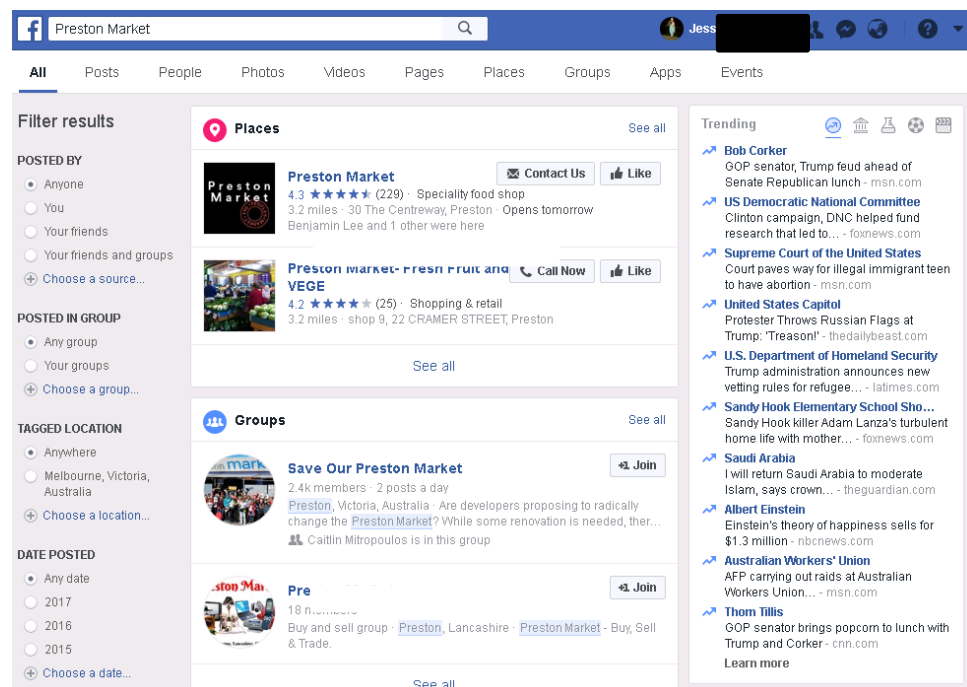 Preston Market
Jess
All Posts People Photos Videos Pages Places Groups Apps Events
Filter results
POSTED BY
Anyone
You
Your friends
Your friends and groups
Choose a source...
POSTED IN GROUP
Any group
Your groups
Choose a group...
TAGGED LOCATION
Anywhere
Melbourne, Victoria,
Australia
Choose a location...
DATE POSTED
Any date
2017
2016
2015
Choose a date...
Places See all
Preston
Market
Preston Market Contact Us Like
4.3 (229) · Speciality food shop
3.2 miles · 30 The Centreway, Preston · Opens tomorrow
Benjamin Lee and 1 other were here
Preston Market- Fresh Fruit and Call Now Like
VEGE
4.2 (25) · Shopping & retail
3.2 miles · shop 9, 22 CRAMER STREET, Preston
See all
Groups See all
Save Our Preston Market +1 Join
2.4k members · 2 posts a day
Preston, Victoria, Australia · Are developers proposing to radically
change the Preston Market? While some renovation is needed, ther...
Caitlin Mitropoulos is in this group
Pre +1 Join
18
Buy and sell group · Preston, Lancashire · Preston Market - Buy, Sell
& Trade.
See all
Trending
Bob Corker
GOP senator, Trump feud ahead of
Senate Republican lunch - msn.com
US Democratic National Committee
Clinton campaign, DNC helped fund
research that led to... - foxnews.com
Supreme Court of the United States
Court paves way for illegal immigrant teen
to have abortion - msn.com
United States Capitol
Protester Throws Russian Flags at
Trump: 'Treason!' - thedailybeast.com
U.S. Department of Homeland Security
Trump administration announces new
vetting rules for refugee... - latimes.com
Sandy Hook Elementary School Sho...
Sandy Hook killer Adam Lanza's turbulent
home life with mother... - foxnews.com
Saudi Arabia
I will return Saudi Arabia to moderate
Islam, says crown... - theguardian.com
Albert Einstein
Einstein's theory of happiness sells for
$1.3 million - nbcnews.com
Australian Workers' Union
AFP carrying out raids at Australian
Workers Union... - msn.com
Thom Tillis
GOP senator brings popcorn to lunch with
Trump and Corker - cnn.com
Learn more